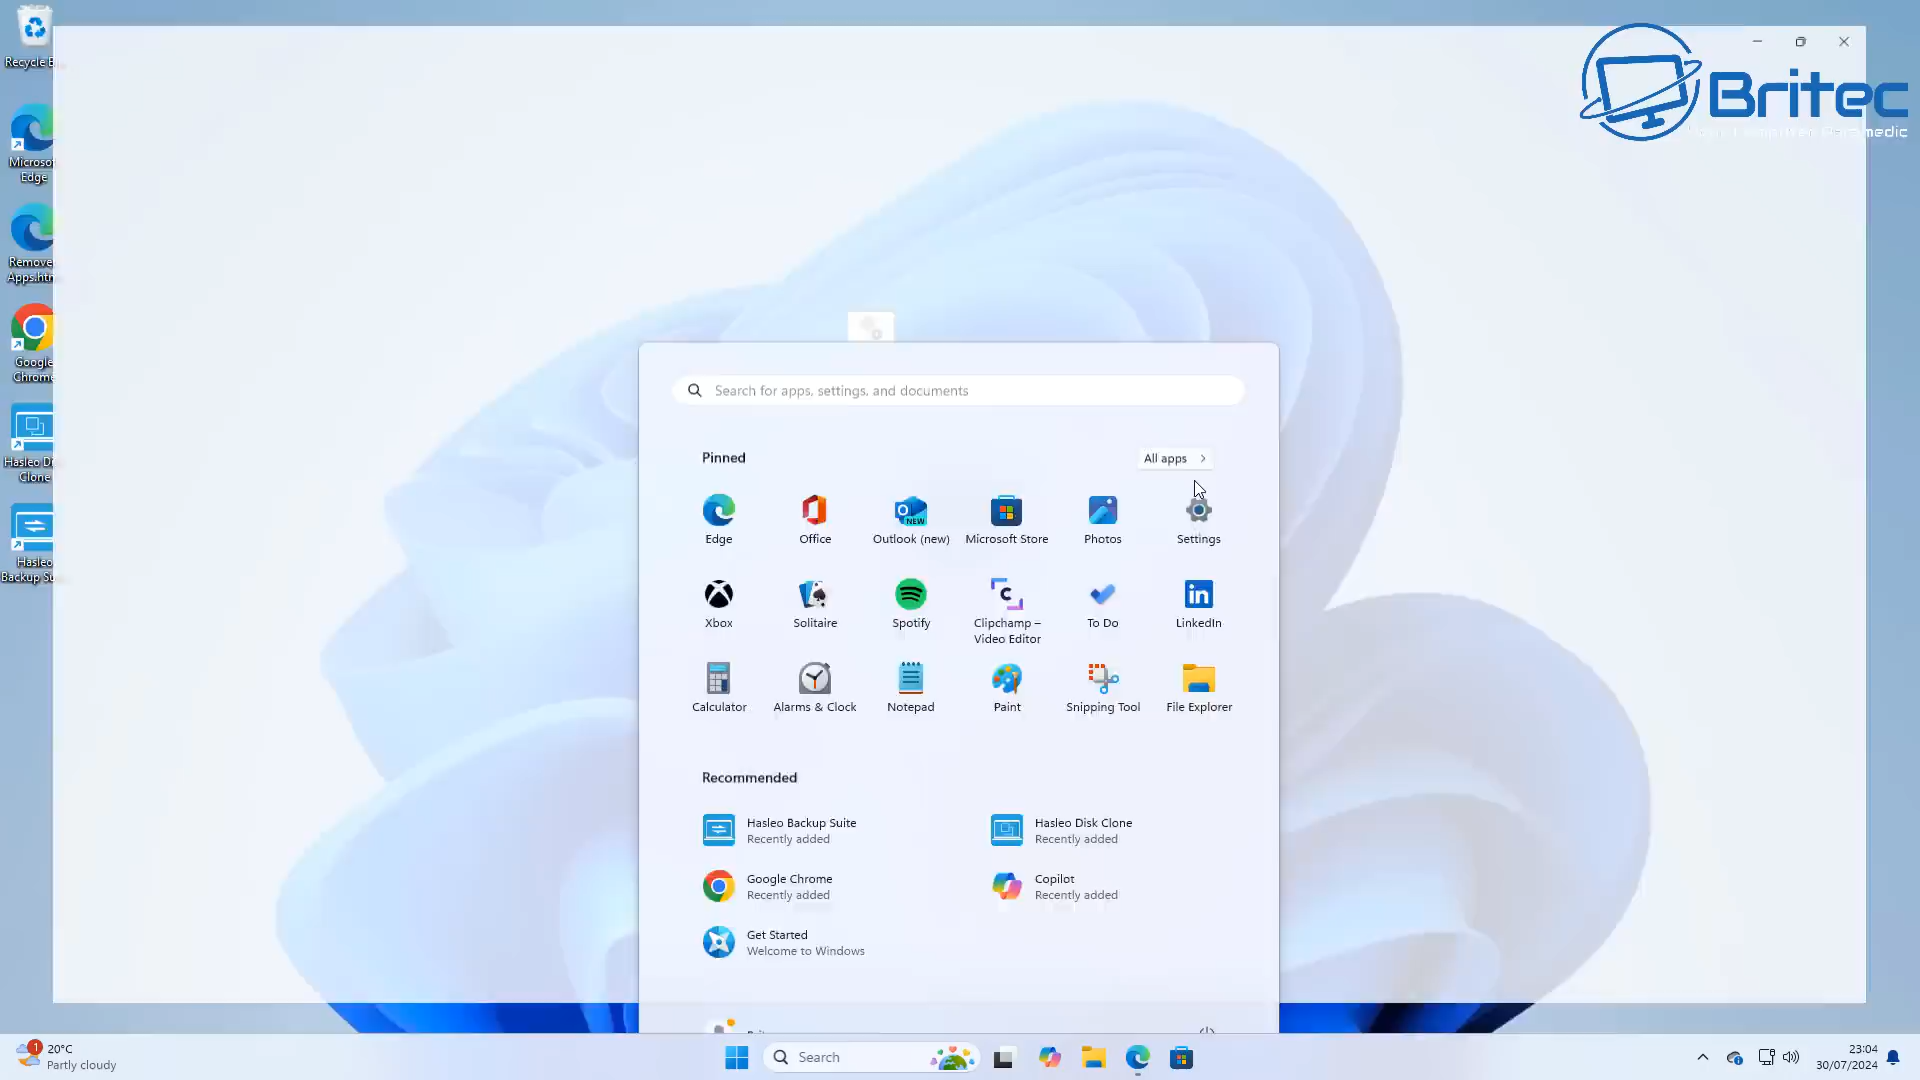 Recycle B
Microsof
Edge
Remove
Apps.htm
Google
Chrome
Hasleo Di
Clone
Hasleo
Backup Su
Britec
Search for apps, settings, and documents
Pinned
All apps
Edge
Office
Outlook (new)
Microsoft Store
Photos
Settings
Xbox
Solitaire
Spotify
Clipchamp –
Video Editor
To Do
LinkedIn
Calculator
Alarms & Clock
Notepad
Paint
Snipping Tool
File Explorer
Recommended
Hasleo Backup Suite
Recently added
Hasleo Disk Clone
Recently added
Google Chrome
Recently added
Copilot
Recently added
Get Started
Welcome to Windows
1
20°C
Partly cloudy
Search
23:04
30/07/2024